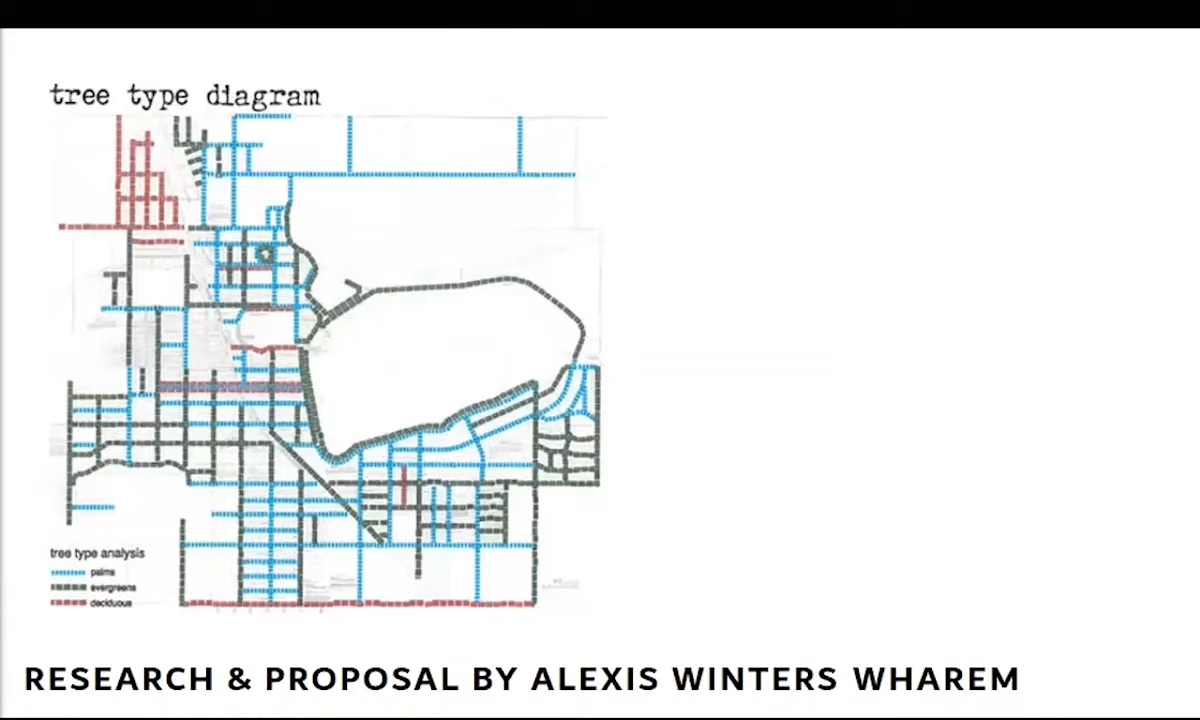 tree type diagram
tree type analysis
palms
evergreens
deciduous
RESEARCH & PROPOSAL BY ALEXIS WINTERS WHAREM